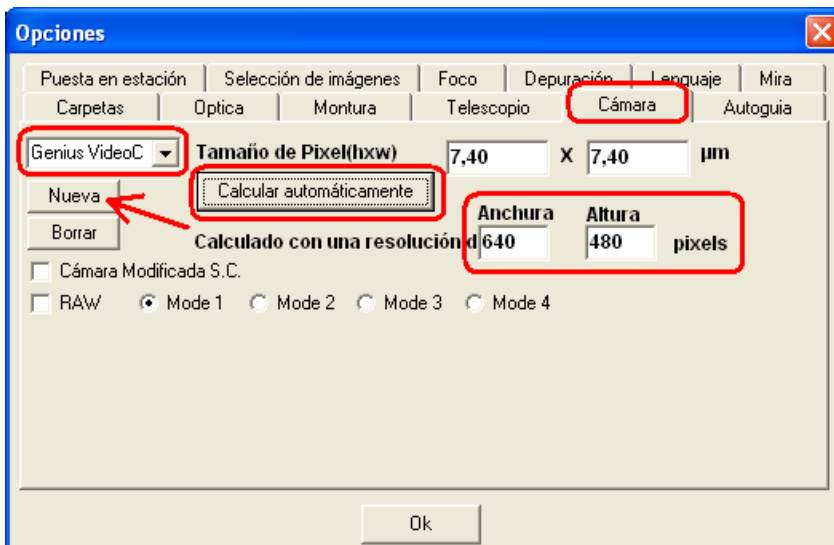 Opciones
Puesta en estación Selección de imágenes Foco Depuración Lenguaje Mira
Carpetas Optica Montura Telescopio Cámara Autoguia
Genius VideoC Tamaño de Pixel(hxw) 7,40 X 7,40 µm
Nueva Calcular automáticamente
Anchura Altura
Borrar Calculado con una resolución d 640 480 pixels
Cámara Modificada S.C.
RAW Mode 1 Mode 2 Mode 3 Mode 4
Ok